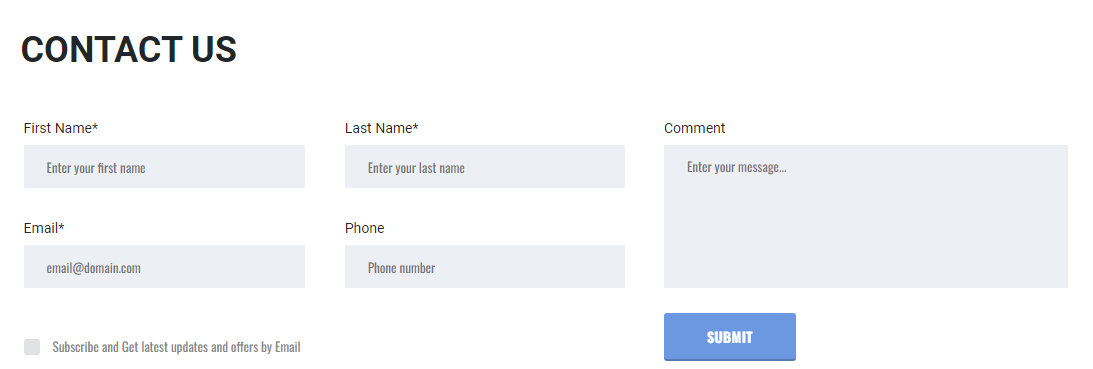 CONTACT US
First Name*
Enter your first name
Last Name*
Enter your last name
Comment
Enter your message...
Email*
email@domain.com
Phone
Phone number
Subscribe and Get latest updates and offers by Email
SUBMIT